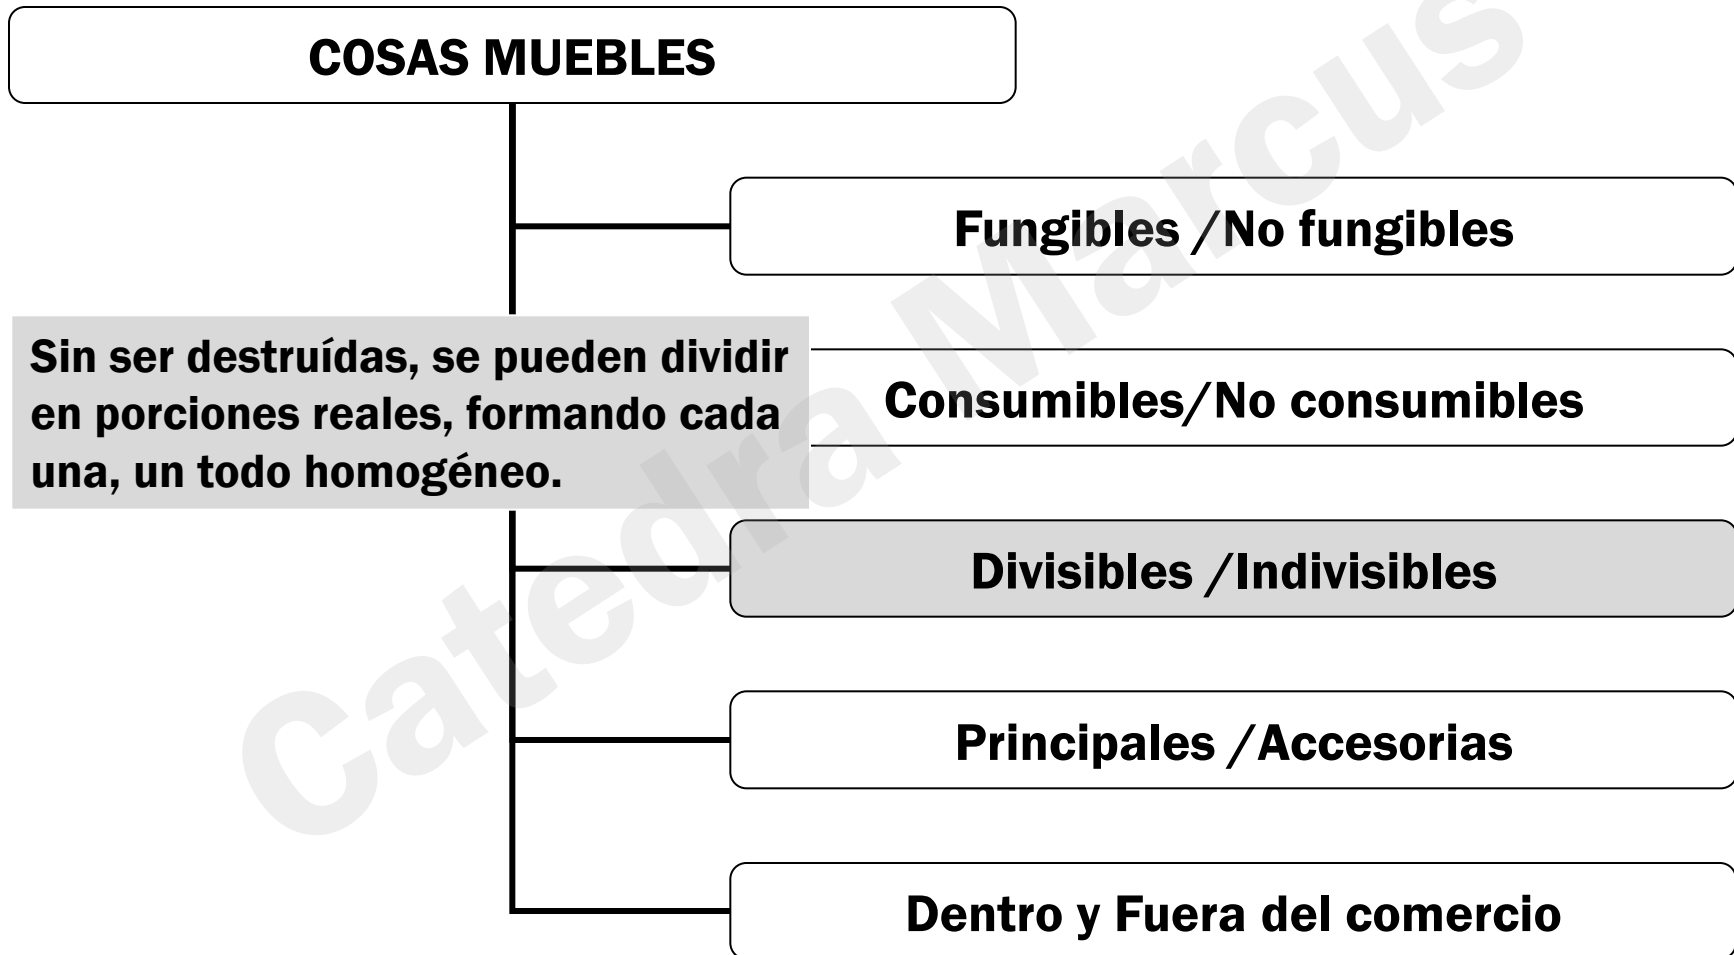 COSAS MUEBLES
Fungibles /No fungibles
Sin ser destruídas, se pueden dividir
en porciones reales, formando cada
una, un todo homogéneo.
Consumibles/No consumibles
Divisibles /Indivisibles
Principales /Accesorias
Dentro y Fuera del comercio
Catedra Marcus